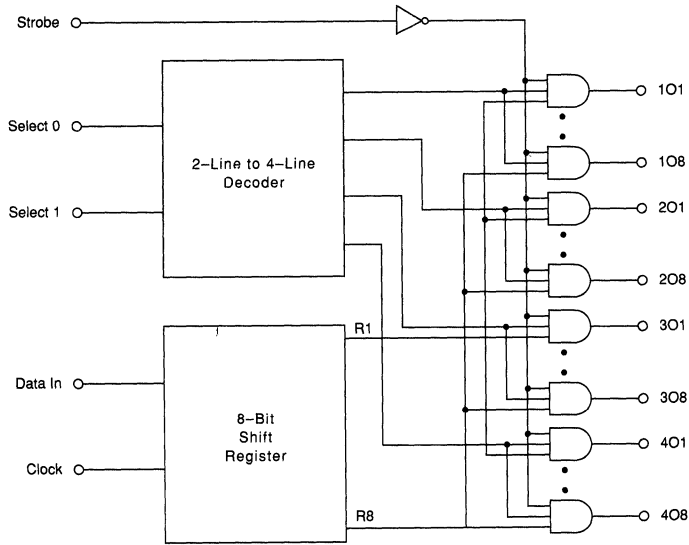 Strobe
Select 0
Select 1
2–Line to 4–Line
Decoder
Data In
Clock
8–Bit
Shift
Register
R1
R8
1O1
1O8
2O1
2O8
3O1
3O8
4O1
4O8